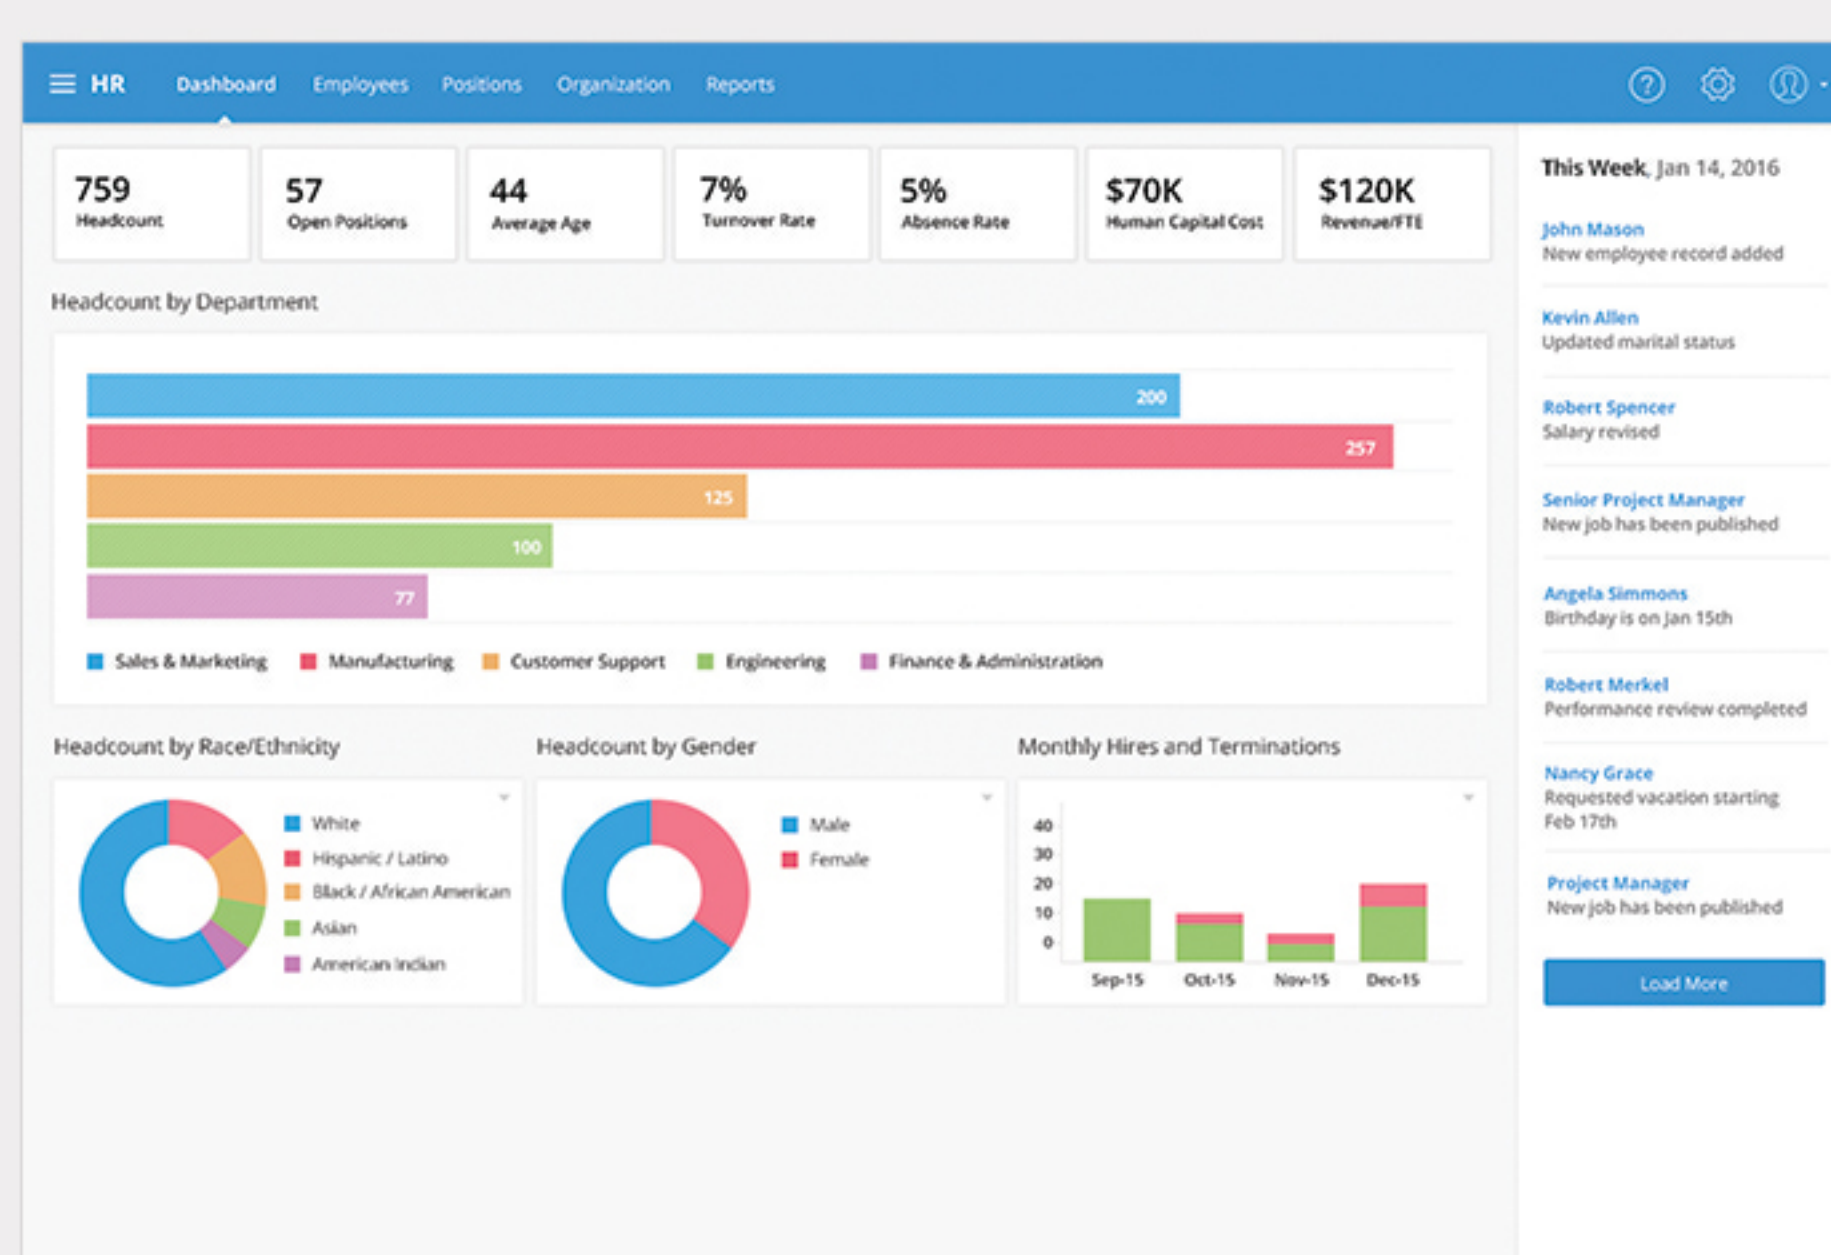 HR Dashboard Employees Positions Organization Reports
759
Headcount
57
Open Positions
44
Average Age
7%
Turnover Rate
5%
Absence Rate
$70K
Human Capital Cost
$120K
Revenue/FTE
Headcount by Department
200
257
125
100
77
Sales & Marketing Manufacturing Customer Support Engineering Finance & Administration
Headcount by Race/Ethnicity
White
Hispanic / Latino
Black / African American
Asian
American Indian
Headcount by Gender
Male
Female
Monthly Hires and Terminations
40
30
20
10
0
Sep-15 Oct-15 Nov-15 Dec-15
This Week, Jan 14, 2016
John Mason
New employee record added
Kevin Allen
Updated marital status
Robert Spencer
Salary revised
Senior Project Manager
New job has been published
Angela Simmons
Birthday is on Jan 15th
Robert Merkel
Performance review completed
Nancy Grace
Requested vacation starting
Feb 17th
Project Manager
New job has been published
Load More